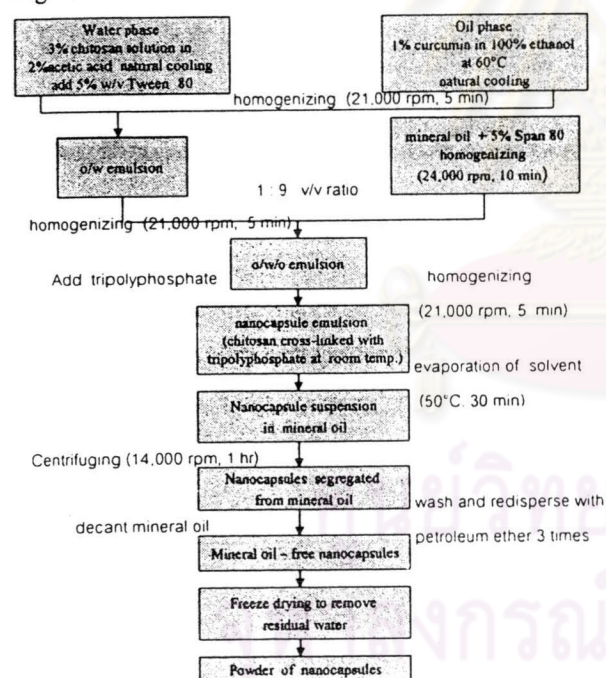 Water phase
3% chitosan solution in
2%acetic acid natural cooling
add 5% w/v Tween 80
Oil phase
1% curcumin in 100% ethanol
at 60°C
natural cooling
homogenizing (21,000 rpm, 5 min)
o/w emulsion
mineral oil + 5% Span 80
homogenizing
(24,000 rpm, 10 min)
1 : 9 v/v ratio
homogenizing (21,000 rpm, 5 min)
o/w/o emulsion
Add tripolyphosphate
homogenizing
(21,000 rpm, 5 min)
nanocapsule emulsion
(chitosan cross-linked with
tripolyphosphate at room temp.)
evaporation of solvent
(50°C. 30 min)
Nanocapsule suspension
in mineral oil
Centrifuging (14,000 rpm, 1 hr)
Nanocapsules segregated
from mineral oil
wash and redisperse with
petroleum ether 3 times
decant mineral oil
Mineral oil - free nanocapsules
Freeze drying to remove
residual water
Powder of nanocapsules